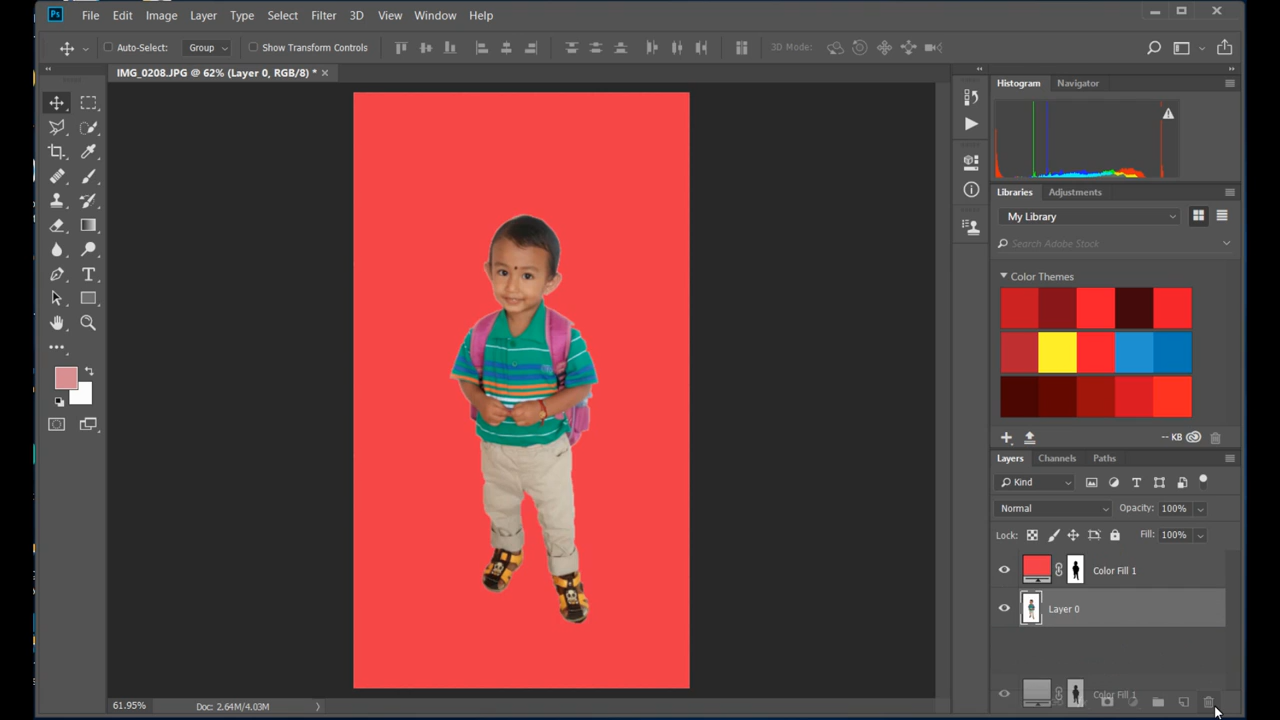 Ps File Edit Image Layer Type Select Filter 3D View Window Help
Auto-Select: Group Show Transform Controls 3D Mode:
IMG_0208.JPG @ 62% (Layer 0, RGB/8) *
Histogram Navigator
Libraries Adjustments
My Library
Search Adobe Stock
Color Themes
-- KB
Layers Channels Paths
Kind
Normal Opacity: 100%
Lock: Fill: 100%
Color Fill 1
Layer 0
Color Fill 1
61.95% Doc: 2.64M/4.03M